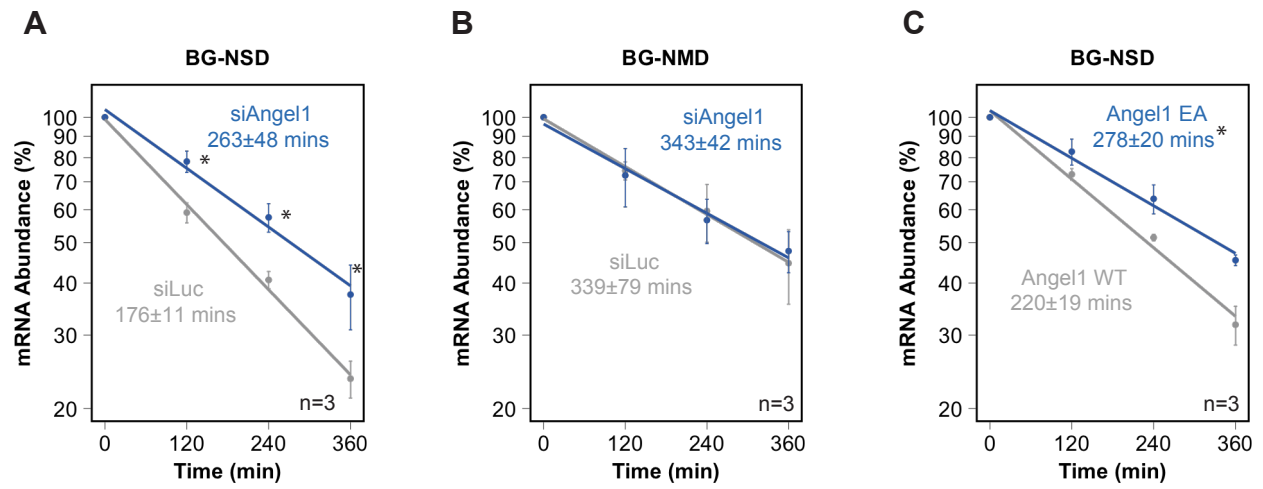 A
BG-NSD
mRNA Abundance (%)
100
90
80
70
60
50
40
30
20
siAngel1
263±48 mins
*
*
*
siLuc
176±11 mins
n=3
0 120 240 360
Time (min)
B
BG-NMD
mRNA Abundance (%)
100
90
80
70
60
50
40
30
20
siAngel1
343±42 mins
siLuc
339±79 mins
n=3
0 120 240 360
Time (min)
C
BG-NSD
mRNA Abundance (%)
100
90
80
70
60
50
40
30
20
Angel1 EA
278±20 mins *
Angel1 WT
220±19 mins
n=3
0 120 240 360
Time (min)